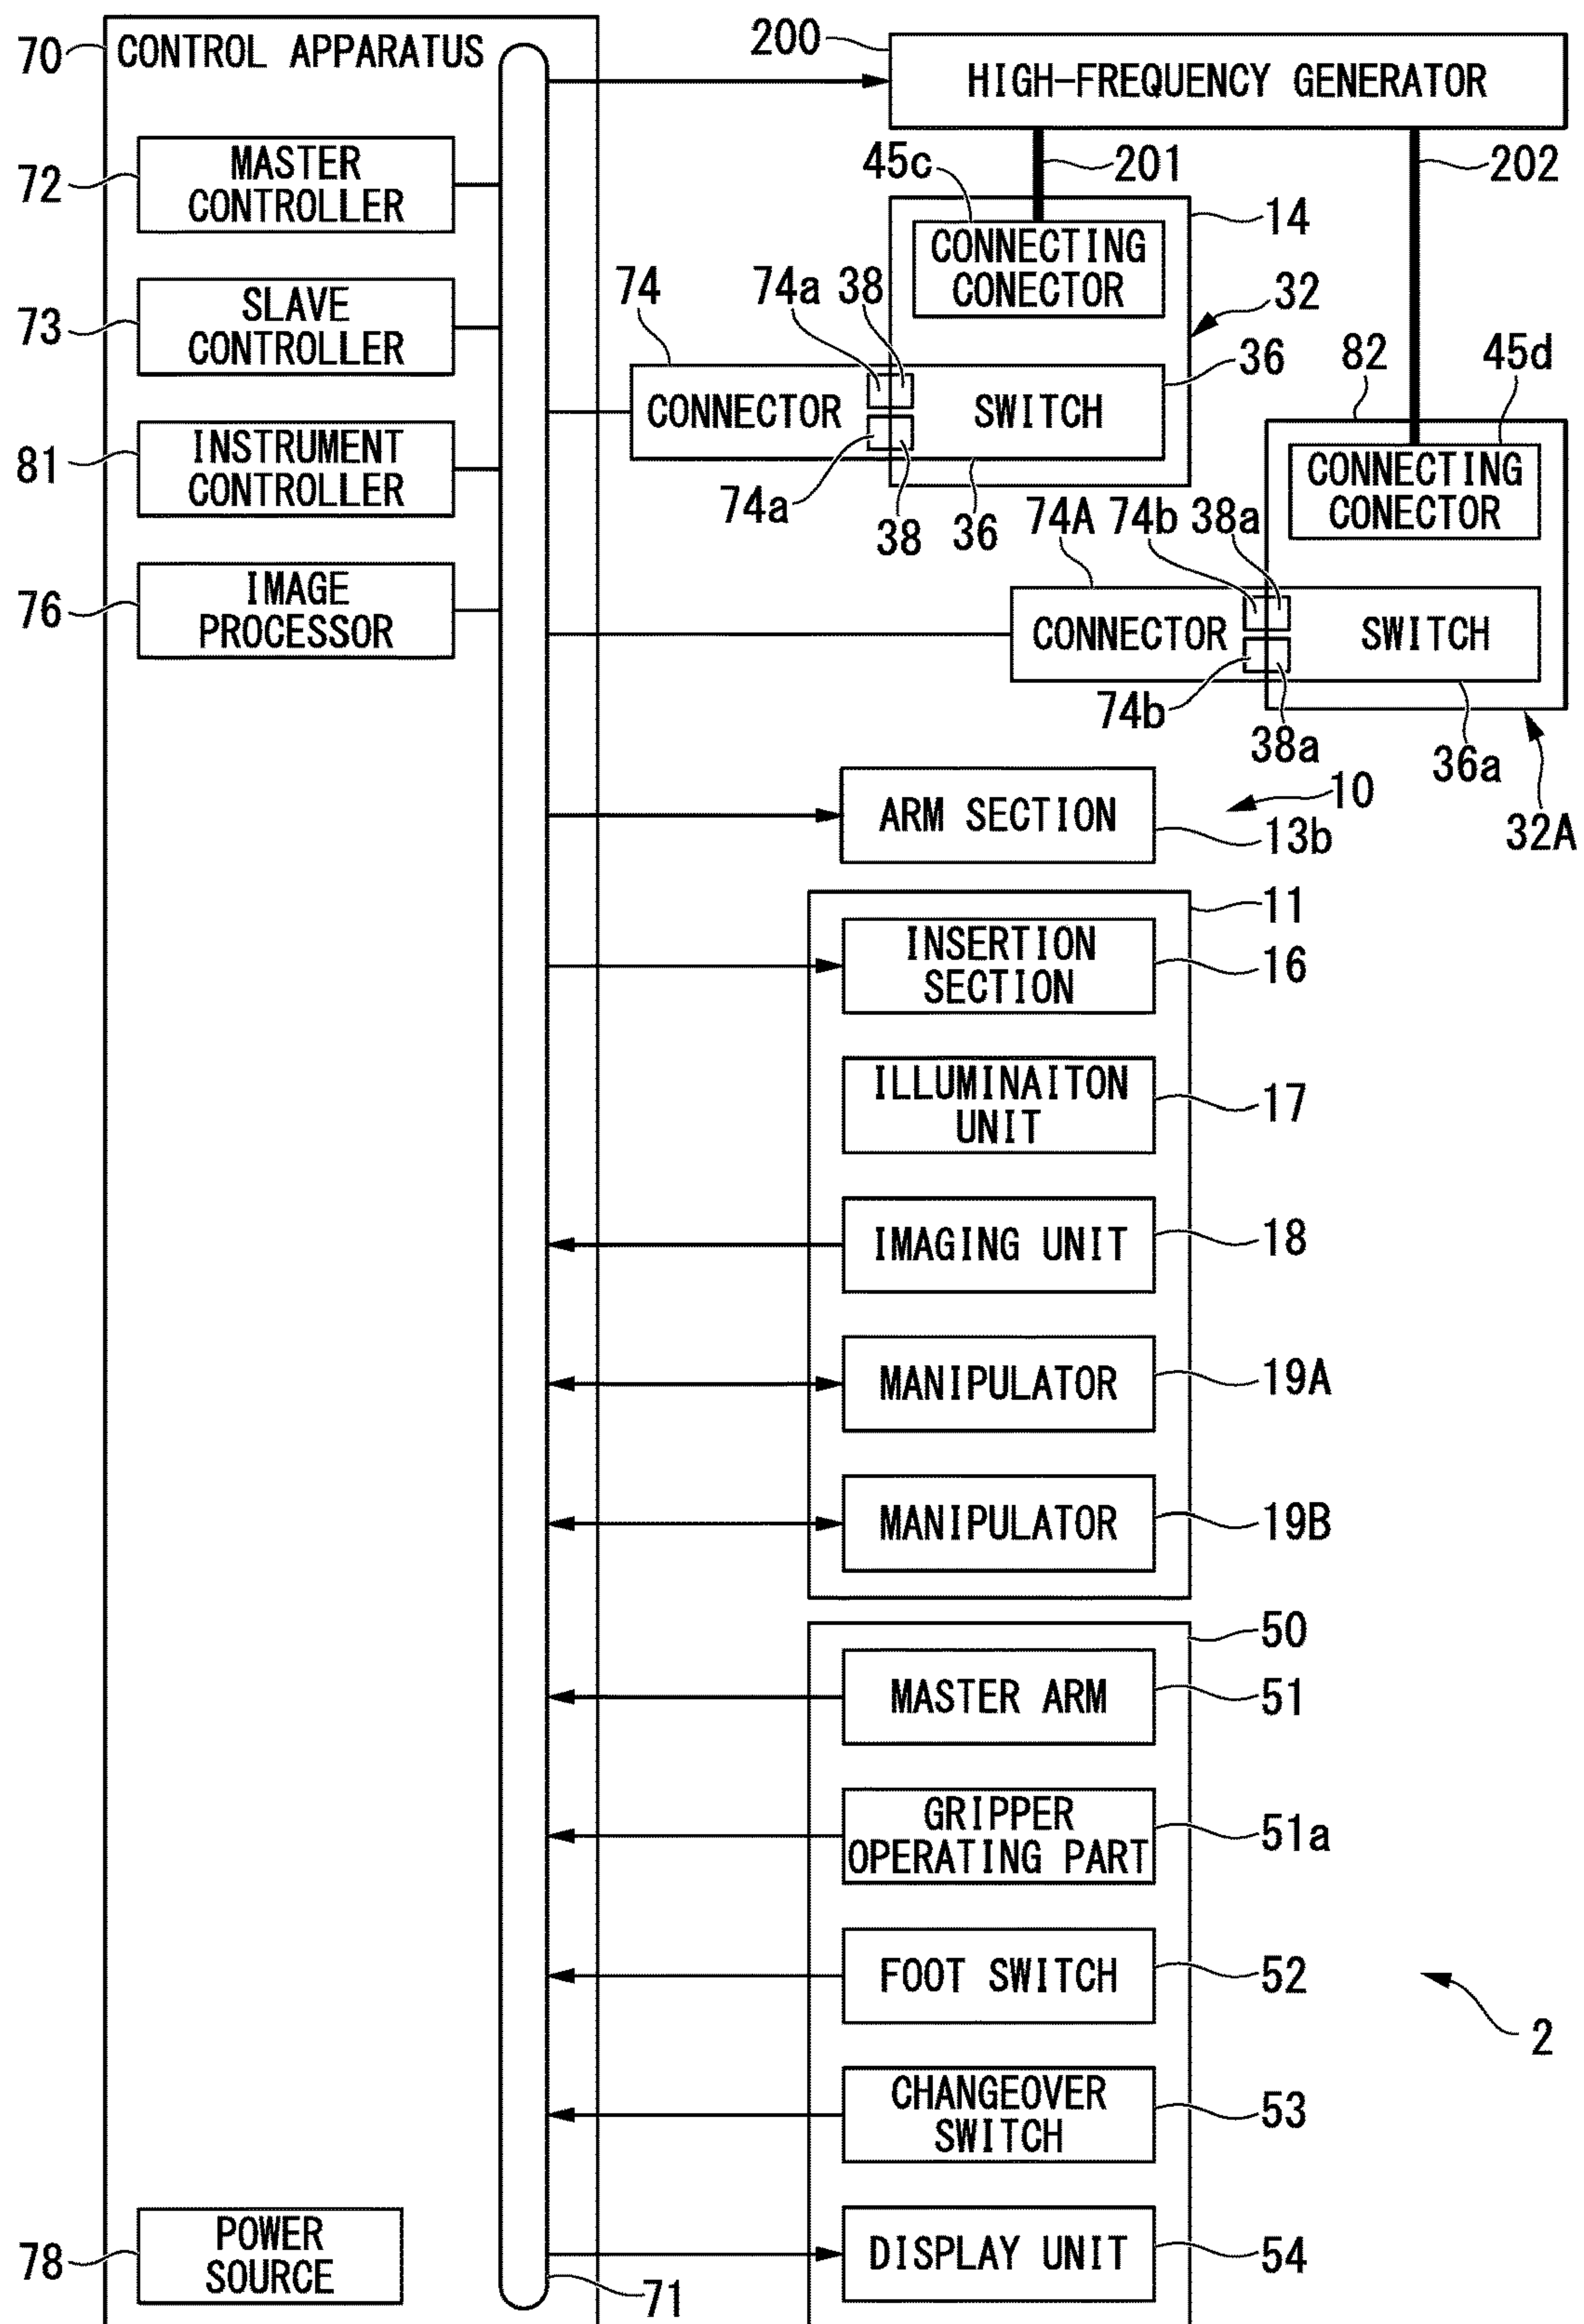 70
CONTROL APPARATUS
200
HIGH-FREQUENCY GENERATOR
72
MASTER
CONTROLLER
45c
201
202
14
CONNECTING
CONECTOR
73
SLAVE
CONTROLLER
74
74a
38
32
36
82
45d
CONNECTOR
SWITCH
81
INSTRUMENT
CONTROLLER
74a
38
36
CONNECTING
CONECTOR
74A
74b
38a
76
IMAGE
PROCESSOR
CONNECTOR
SWITCH
74b
38a
36a
32A
ARM SECTION
10
13b
11
INSERTION
SECTION
16
ILLUMINAITON
UNIT
17
IMAGING UNIT
18
MANIPULATOR
19A
MANIPULATOR
19B
50
MASTER ARM
51
GRIPPER
OPERATING PART
51a
FOOT SWITCH
52
2
CHANGEOVER
SWITCH
53
78
POWER
SOURCE
DISPLAY UNIT
54
71